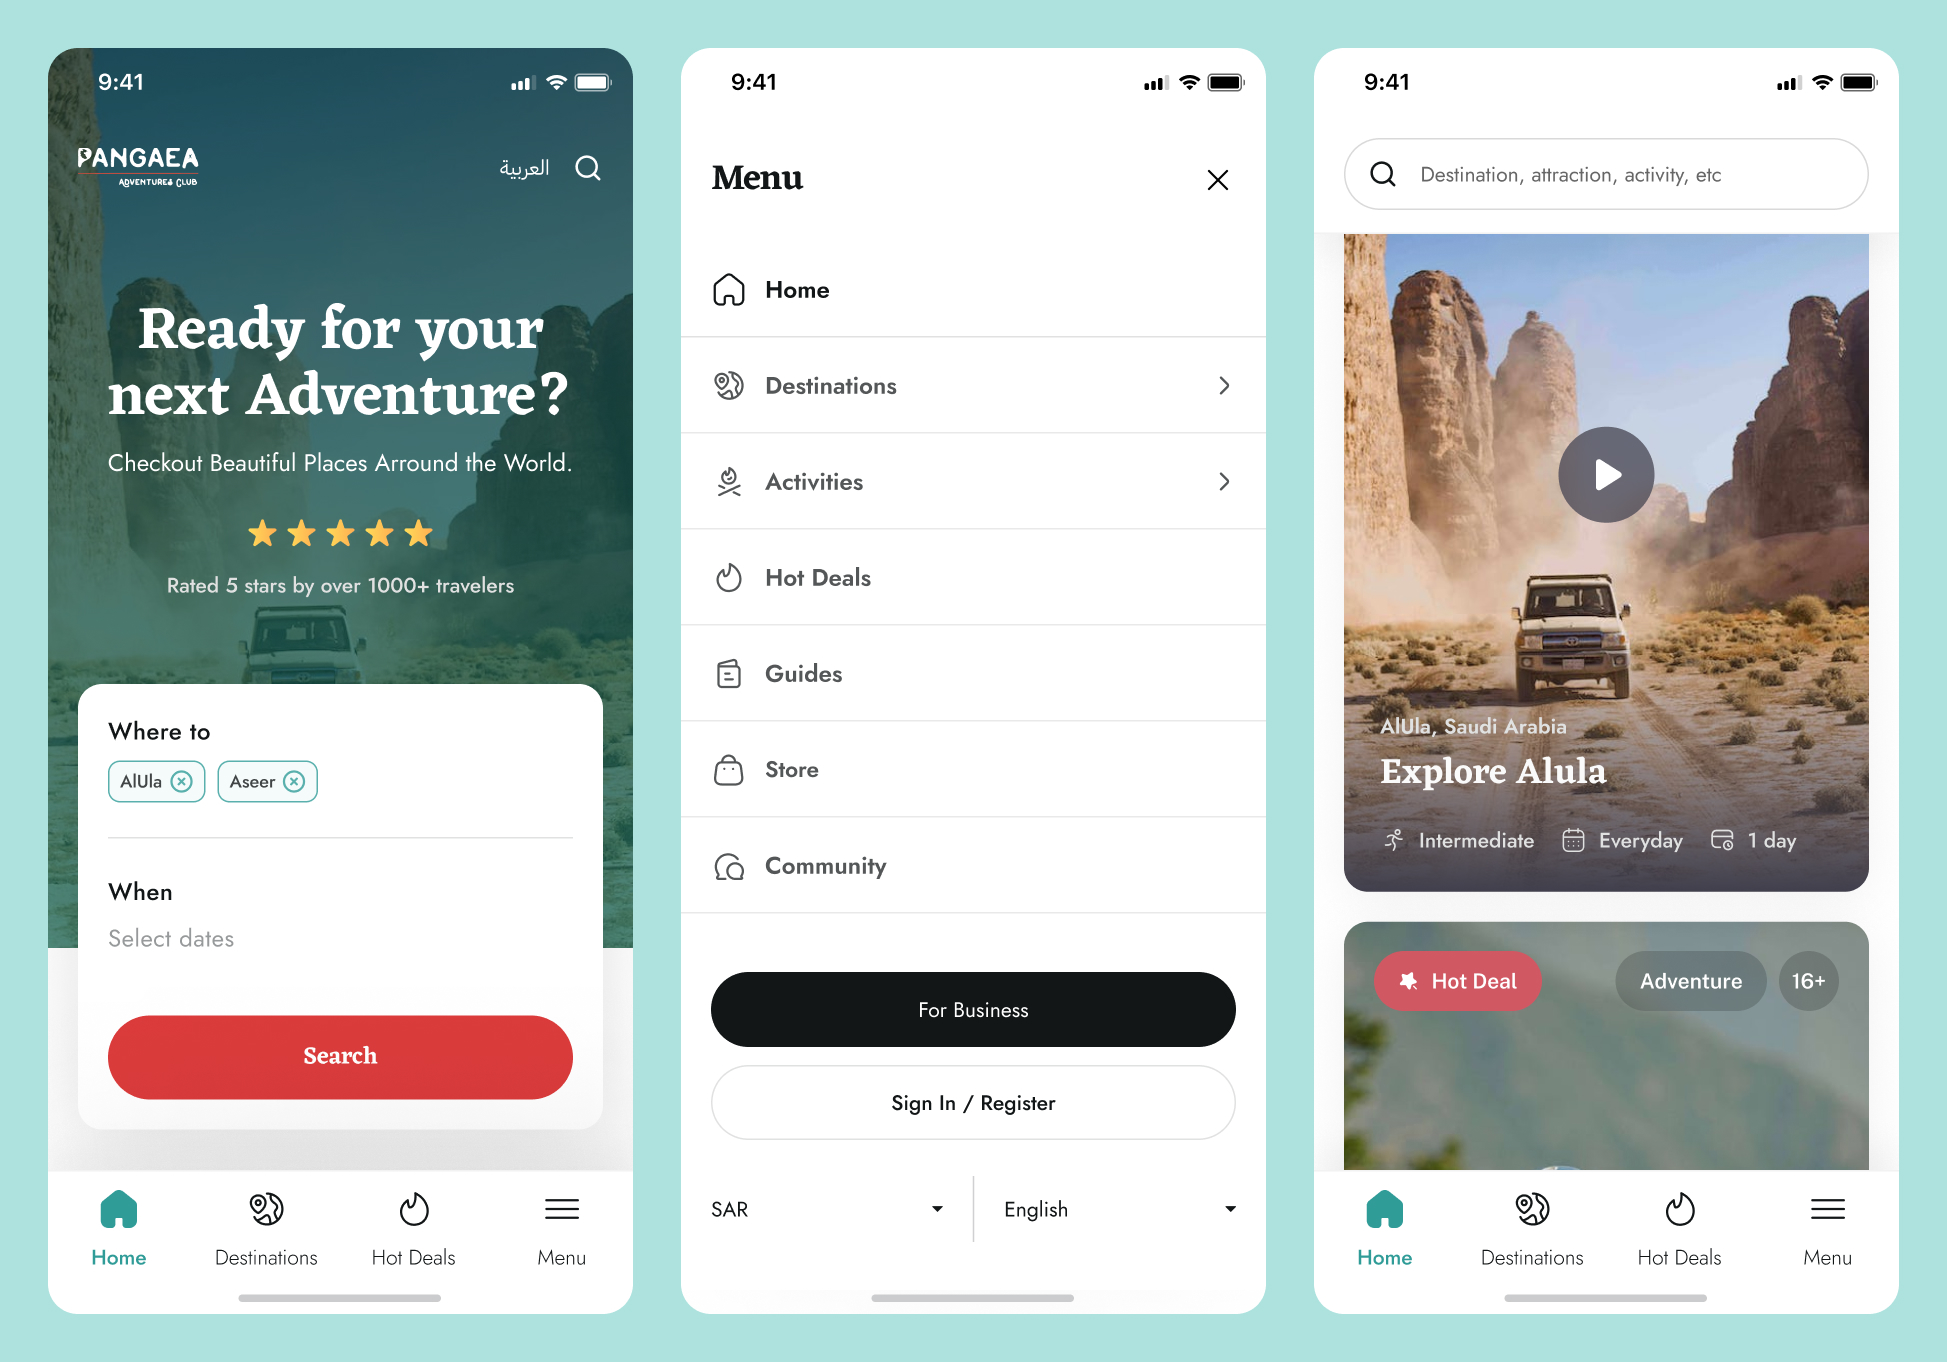 9:41
PANGAEA
ADVENTURES CLUB
العربية
Ready for your
next Adventure?
Checkout Beautiful Places Arround the World.
Rated 5 stars by over 1000+ travelers
Where to
AlUla
Aseer
When
Select dates
Search
Home
Destinations
Hot Deals
Menu
9:41
Menu
Home
Destinations
Activities
Hot Deals
Guides
Store
Community
For Business
Sign In / Register
SAR
English
9:41
Destination, attraction, activity, etc
AlUla, Saudi Arabia
Explore Alula
Intermediate
Everyday
1 day
Hot Deal
Adventure
16+
Home
Destinations
Hot Deals
Menu